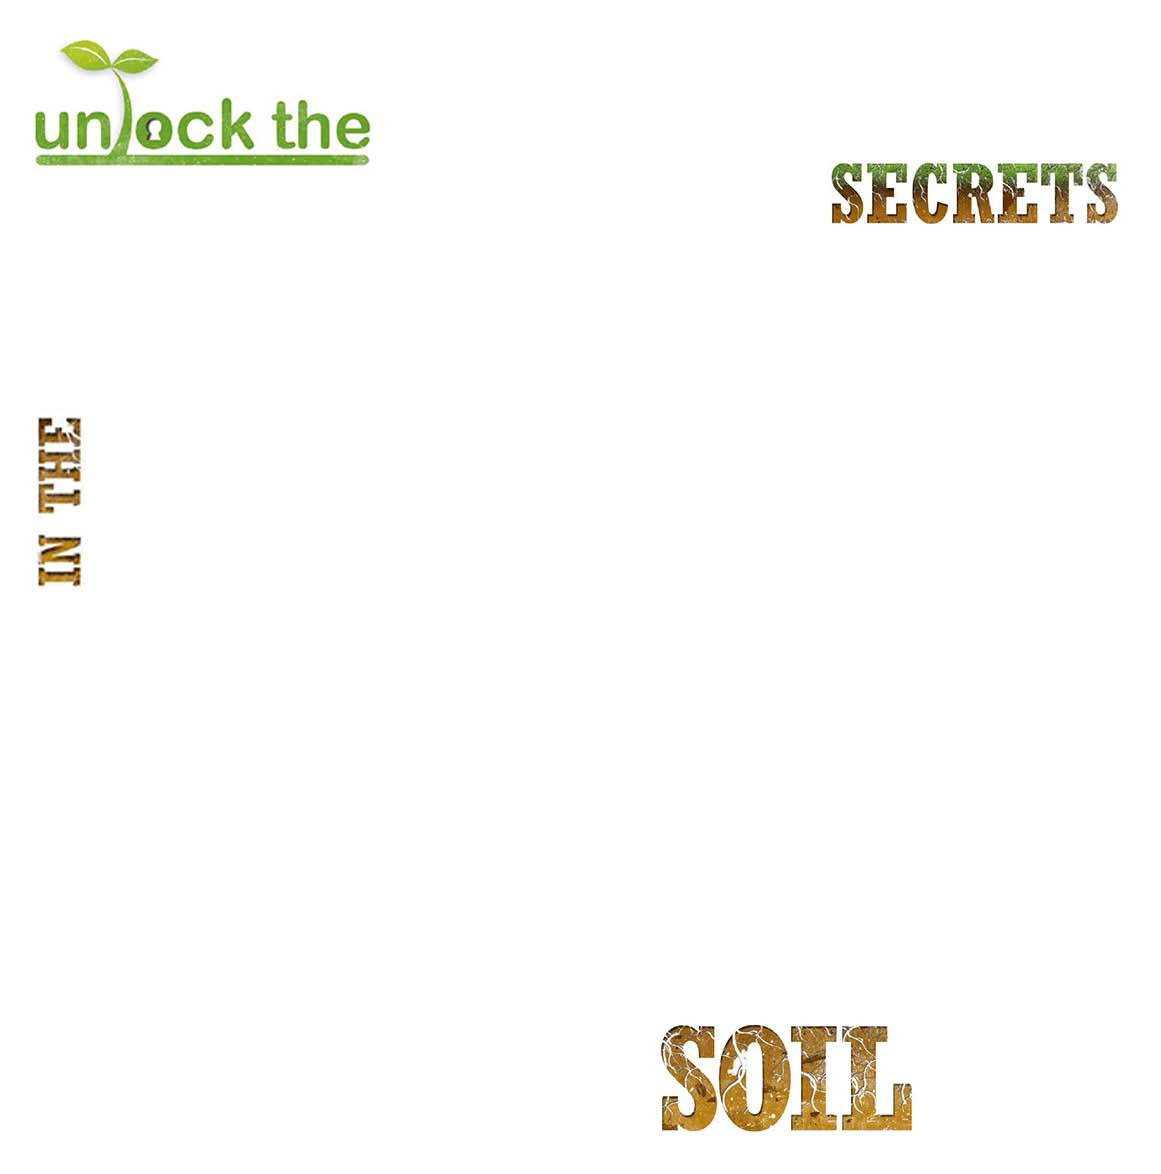 unlock the
SECRETS
IN THE
SOIL